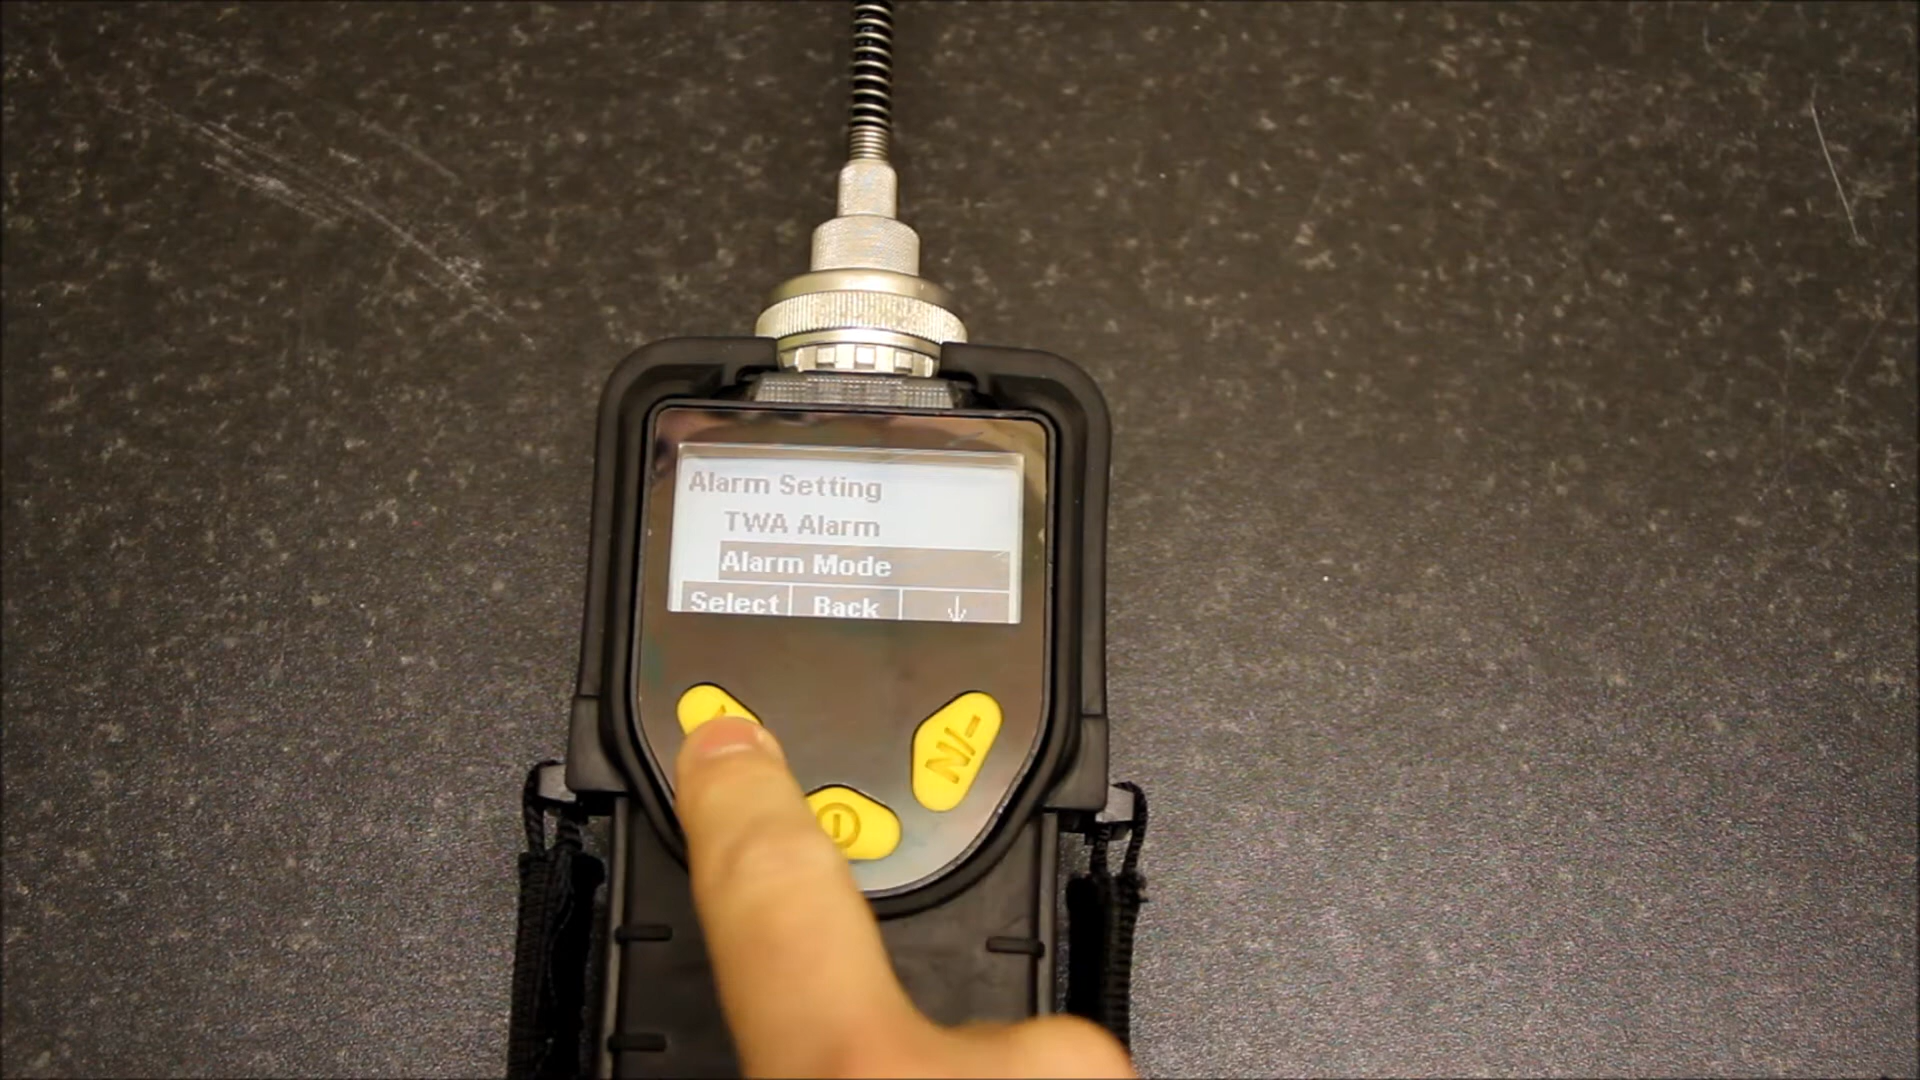 Alarm Setting
TWA Alarm
Alarm Mode
Select Back ↓
N/-